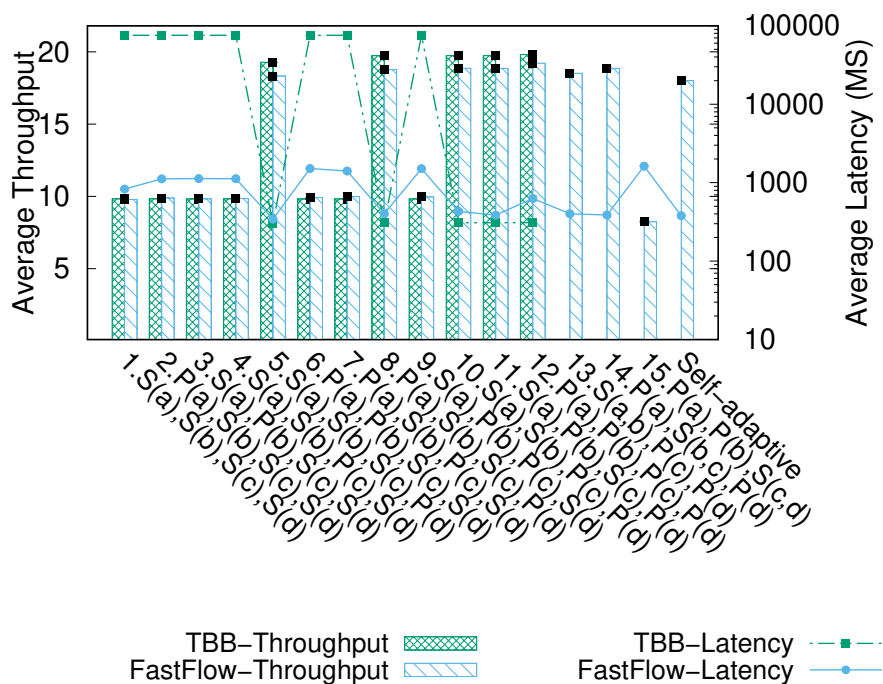 Average Throughput
20
15
10
5
100000
10000
1000
100
10
Average Latency (MS)
1.S(a),S(b),S(c),S(d)
2.P(a),S(b),S(c),S(d)
3.S(a),P(b),S(c),S(d)
4.S(a),S(b),P(c),S(d)
5.S(a),S(b),S(c),P(d)
6.P(a),P(b),S(c),S(d)
7.P(a),S(b),P(c),S(d)
8.P(a),S(b),S(c),P(d)
9.S(a),P(b),P(c),S(d)
10.S(a),S(b),P(c),P(d)
11.S(a),P(b),S(c),P(d)
12.P(a),P(b),P(c),P(d)
13.S(a,b),P(c),P(d)
14.P(a),S(b,c),P(d)
15.P(a),P(b),S(c,d)
Self−adaptive
TBB−Throughput
FastFlow−Throughput
TBB−Latency
FastFlow−Latency